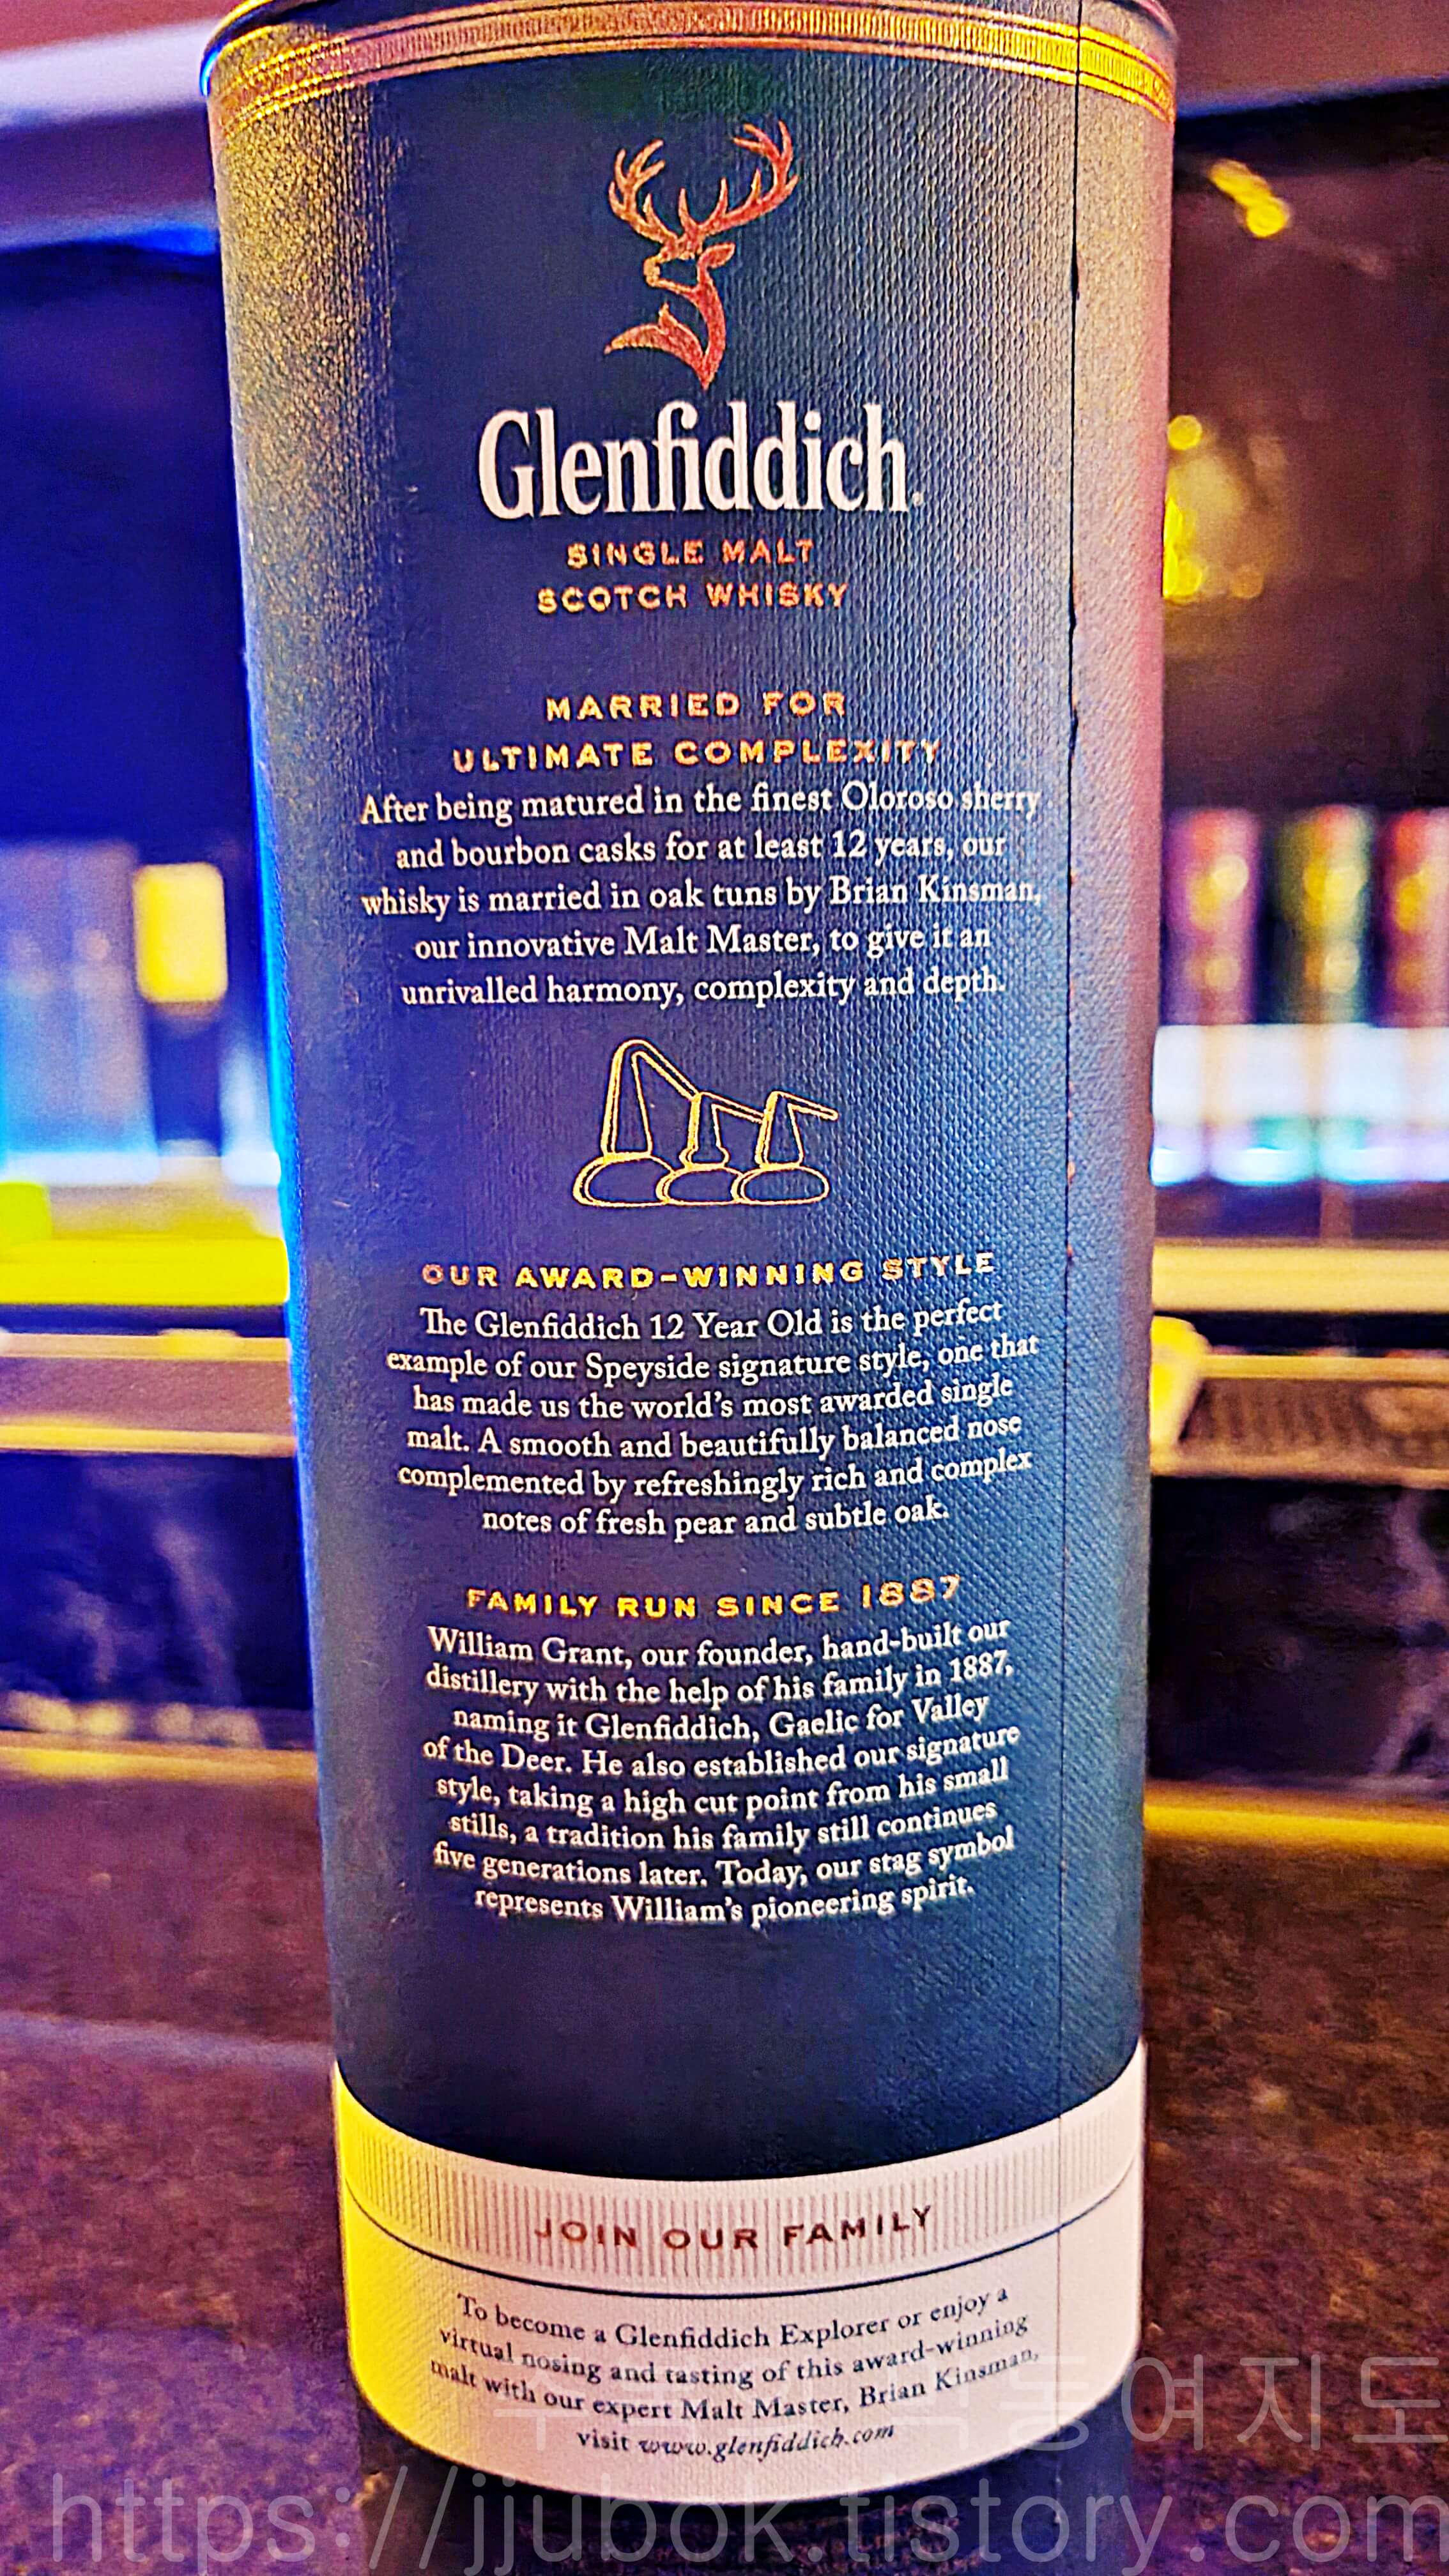 Glenfiddich.
SINGLE MALT
SCOTCH WHISKY
MARRIED FOR
ULTIMATE COMPLEXITY
After being matured in the finest Oloroso sherry
and bourbon casks for at least 12 years, our
whisky is married in oak tuns by Brian Kinsman,
our innovative Malt Master, to give it an
unrivalled harmony, complexity and depth.
OUR AWARD-WINNING STYLE
The Glenfiddich 12 Year Old is the perfect
example of our Speyside signature style, one that
has made us the world's most awarded single
malt. A smooth and beautifully balanced nose
complemented by refreshingly rich and complex
notes of fresh pear and subtle oak.
FAMILY RUN SINCE 1887
William Grant, our founder, hand-built our
distillery with the help of his family in 1887,
naming it Glenfiddich, Gaelic for Valley
of the Deer. He also established our signature
style, taking a high cut point from his small
stills, a tradition his family still continues
five generations later. Today, our stag symbol
represents William's pioneering spirit.
JOIN OUR FAMILY
To become a Glenfiddich Explorer or enjoy a
virtual nosing and tasting of this award-winning
malt with our expert Malt Master, Brian Kinsman,
visit www.glenfiddich.com
동여지도
https://jjubok.tistory.com